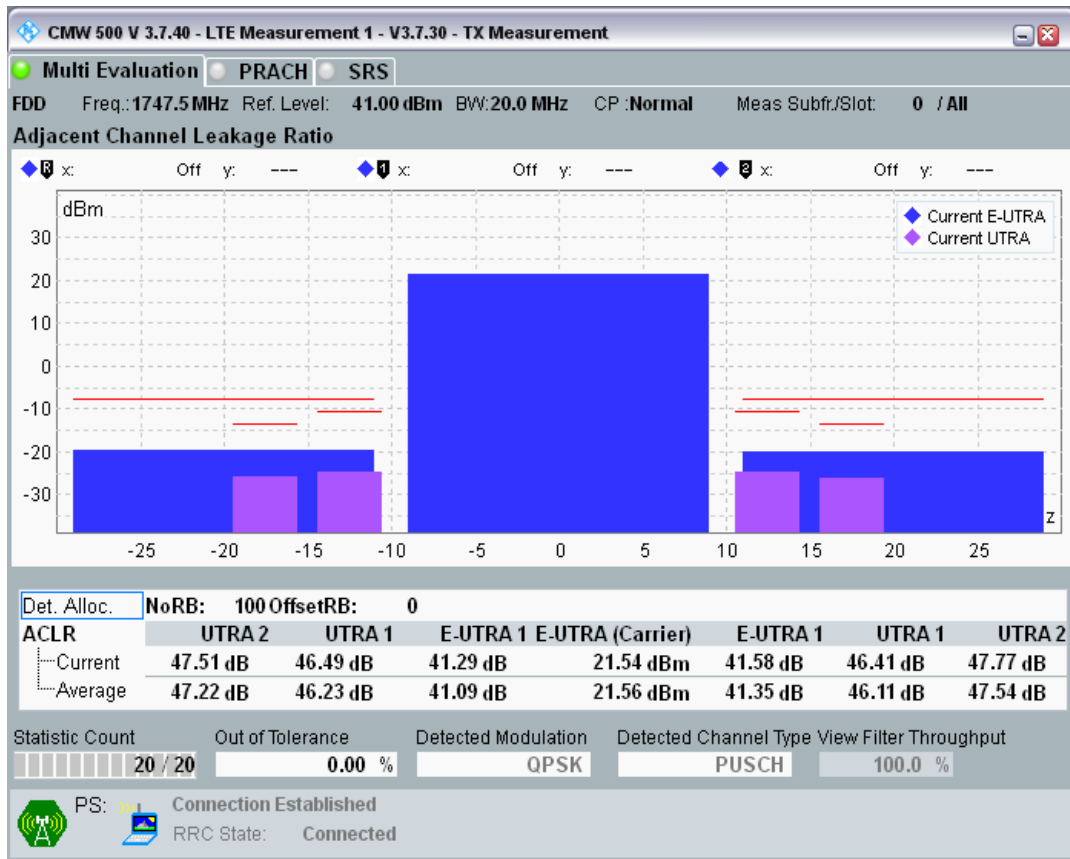 CMW 500 V 3.7.40 - LTE Measurement 1 - V3.7.30 - TX Measurement
Multi Evaluation PRACH SRS
FDD Freq.: 1747.5 MHz Ref. Level: 41.00 dBm BW: 20.0 MHz CP : Normal Meas Subfr./Slot: 0 / All
Adjacent Channel Leakage Ratio
R x: Off y: --- 1 x: Off y: --- 2 x: Off y: ---
dBm
Current E-UTRA
Current UTRA
30
20
10
0
-10
-20
-30
z
-25 -20 -15 -10 -5 0 5 10 15 20 25
Det. Alloc. NoRB: 100 OffsetRB: 0
ACLR UTRA 2 UTRA 1 E-UTRA 1 E-UTRA (Carrier) E-UTRA 1 UTRA 1 UTRA 2
Current 47.51 dB 46.49 dB 41.29 dB 21.54 dBm 41.58 dB 46.41 dB 47.77 dB
Average 47.22 dB 46.23 dB 41.09 dB 21.56 dBm 41.35 dB 46.11 dB 47.54 dB
Statistic Count Out of Tolerance Detected Modulation Detected Channel Type View Filter Throughput
20 / 20 0.00 % QPSK PUSCH 100.0 %
PS: Connection Established
RRC State: Connected